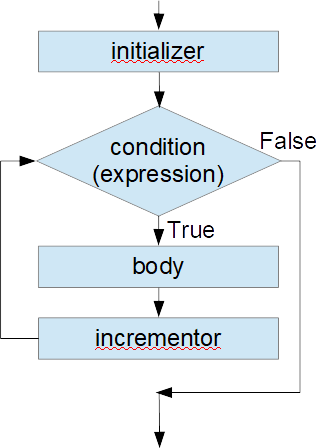 initializer
condition
(expression)
False
True
body
incrementor